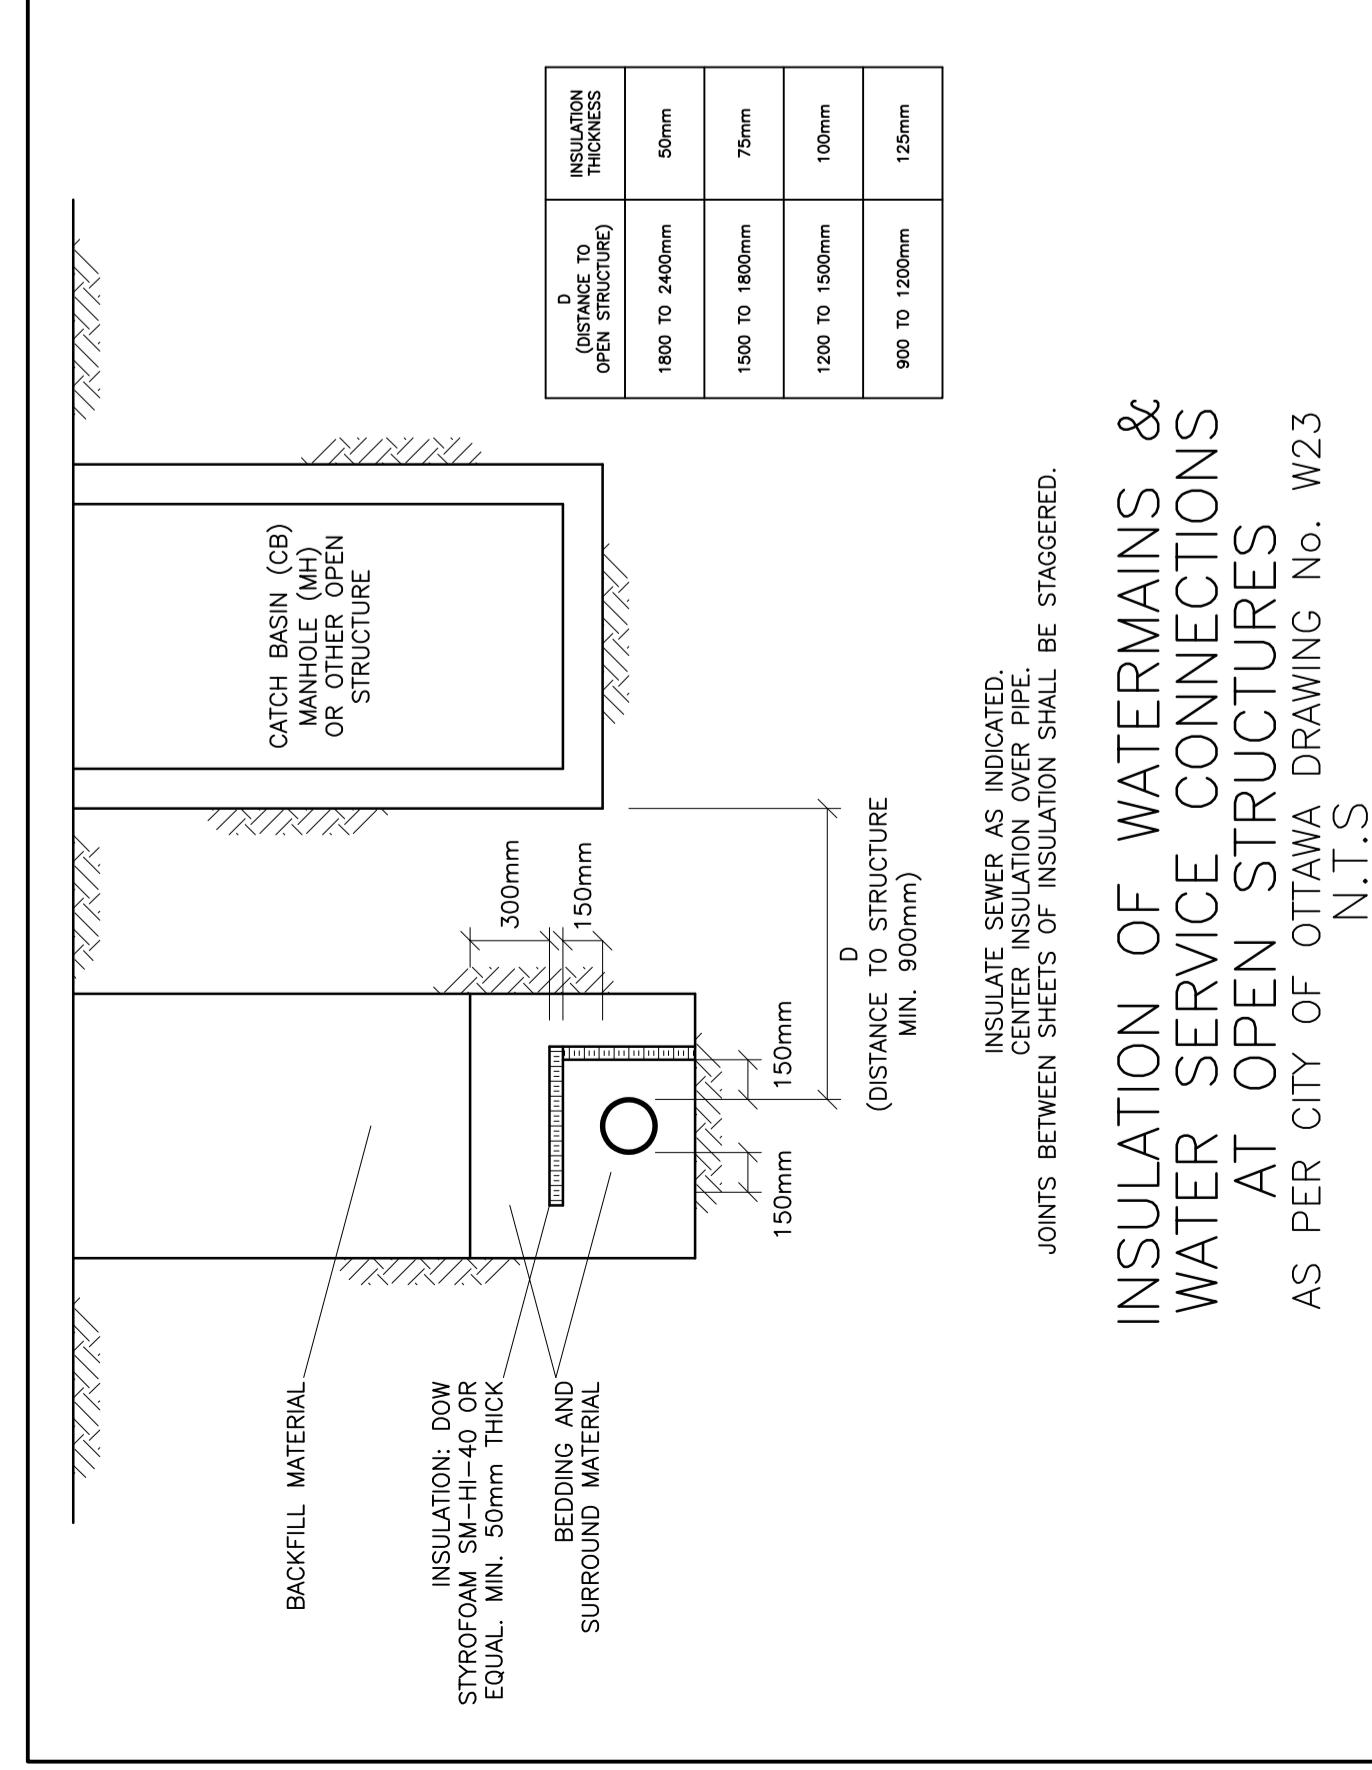 CATCH BASIN (CB)
MANHOLE (MH)
OR OTHER OPEN
STRUCTURE
BACKFILL MATERIAL
INSULATION: DOW
STYROFOAM SM-HI-40 OR
EQUAL. MIN. 50mm THICK
BEDDING AND
SURROUND MATERIAL
300mm
150mm
150mm
150mm
D
(DISTANCE TO STRUCTURE
MIN. 900mm)
D
(DISTANCE TO
OPEN STRUCTURE)
INSULATION
THICKNESS
1800 TO 2400mm
50mm
1500 TO 1800mm
75mm
1200 TO 1500mm
100mm
900 TO 1200mm
125mm
INSULATE SEWER AS INDICATED.
CENTER INSULATION OVER PIPE.
JOINTS BETWEEN SHEETS OF INSULATION SHALL BE STAGGERED.
INSULATION OF WATERMAINS &
WATER SERVICE CONNECTIONS
AT OPEN STRUCTURES
AS PER CITY OF OTTAWA DRAWING No. W23
N.T.S